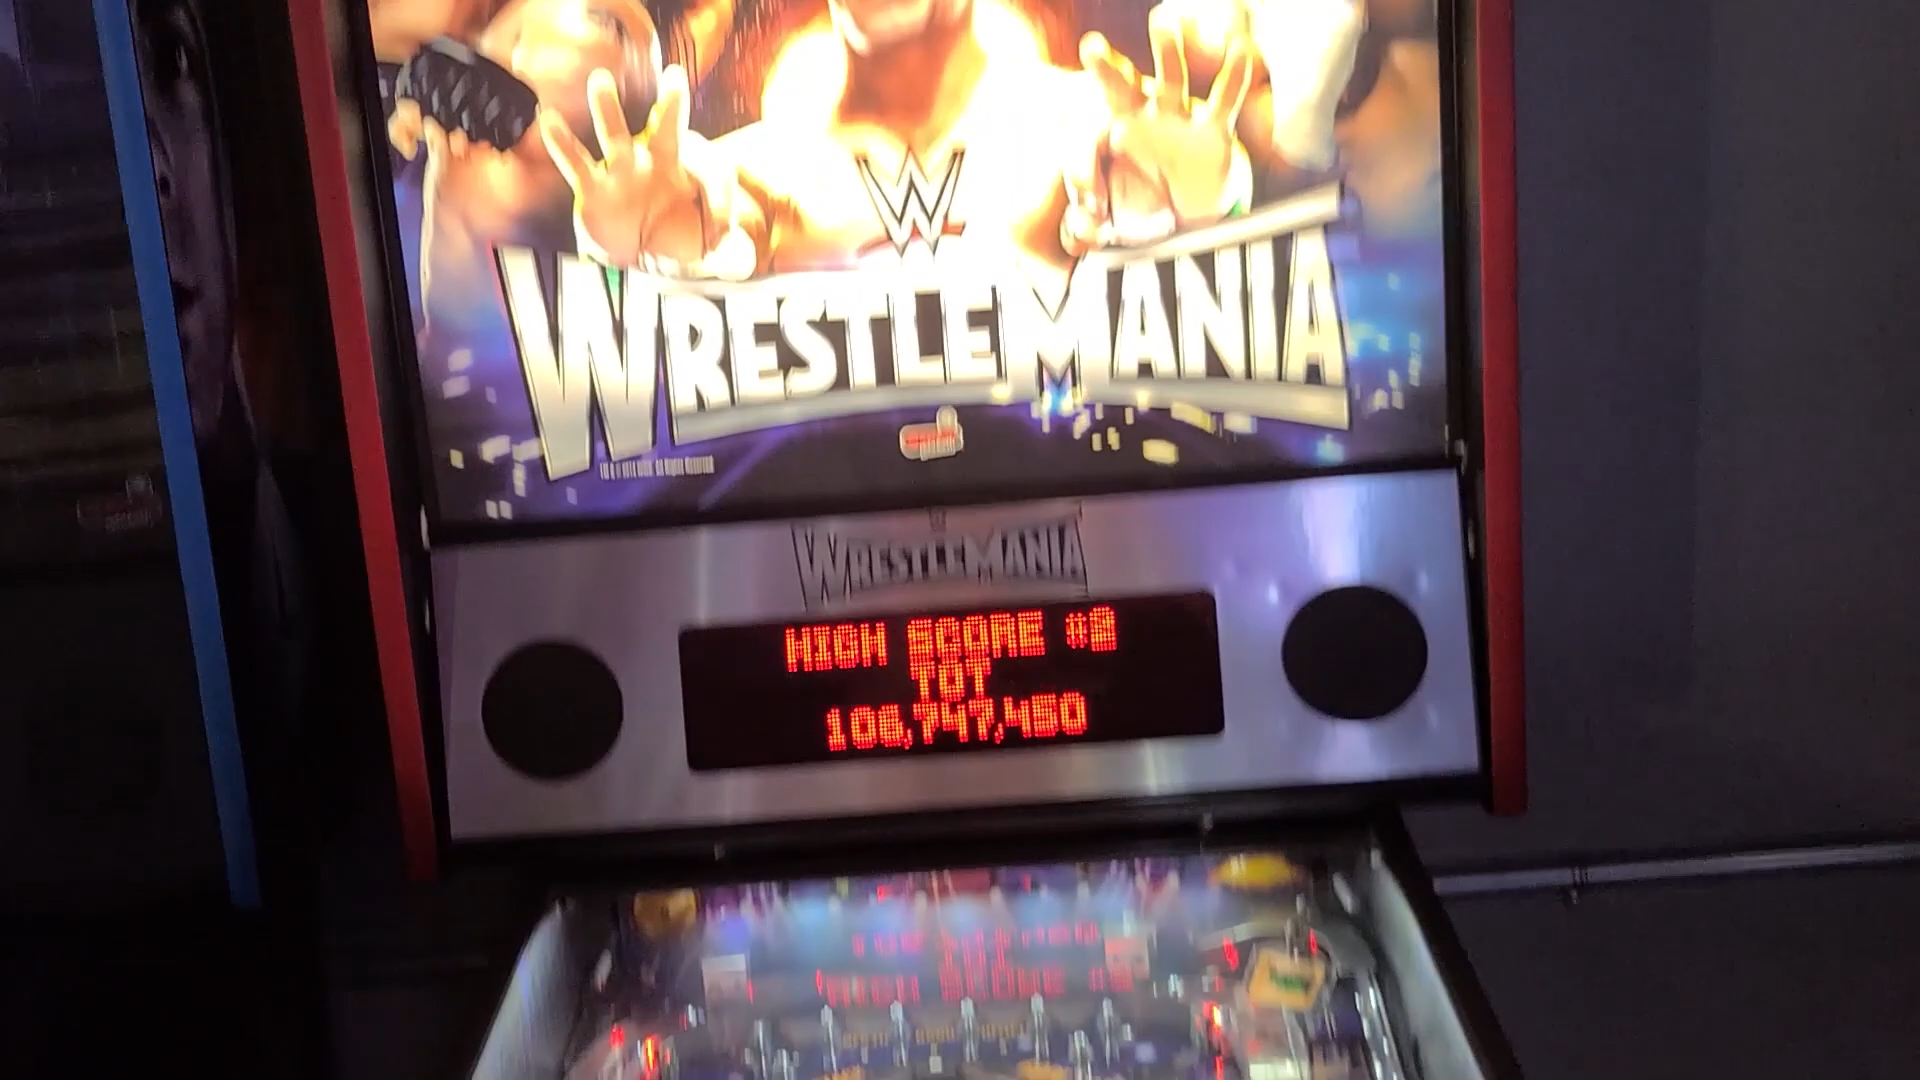 W
WRESTLEMANIA
WRESTLEMANIA
HIGH SCORE #2
TOT
106,747,450